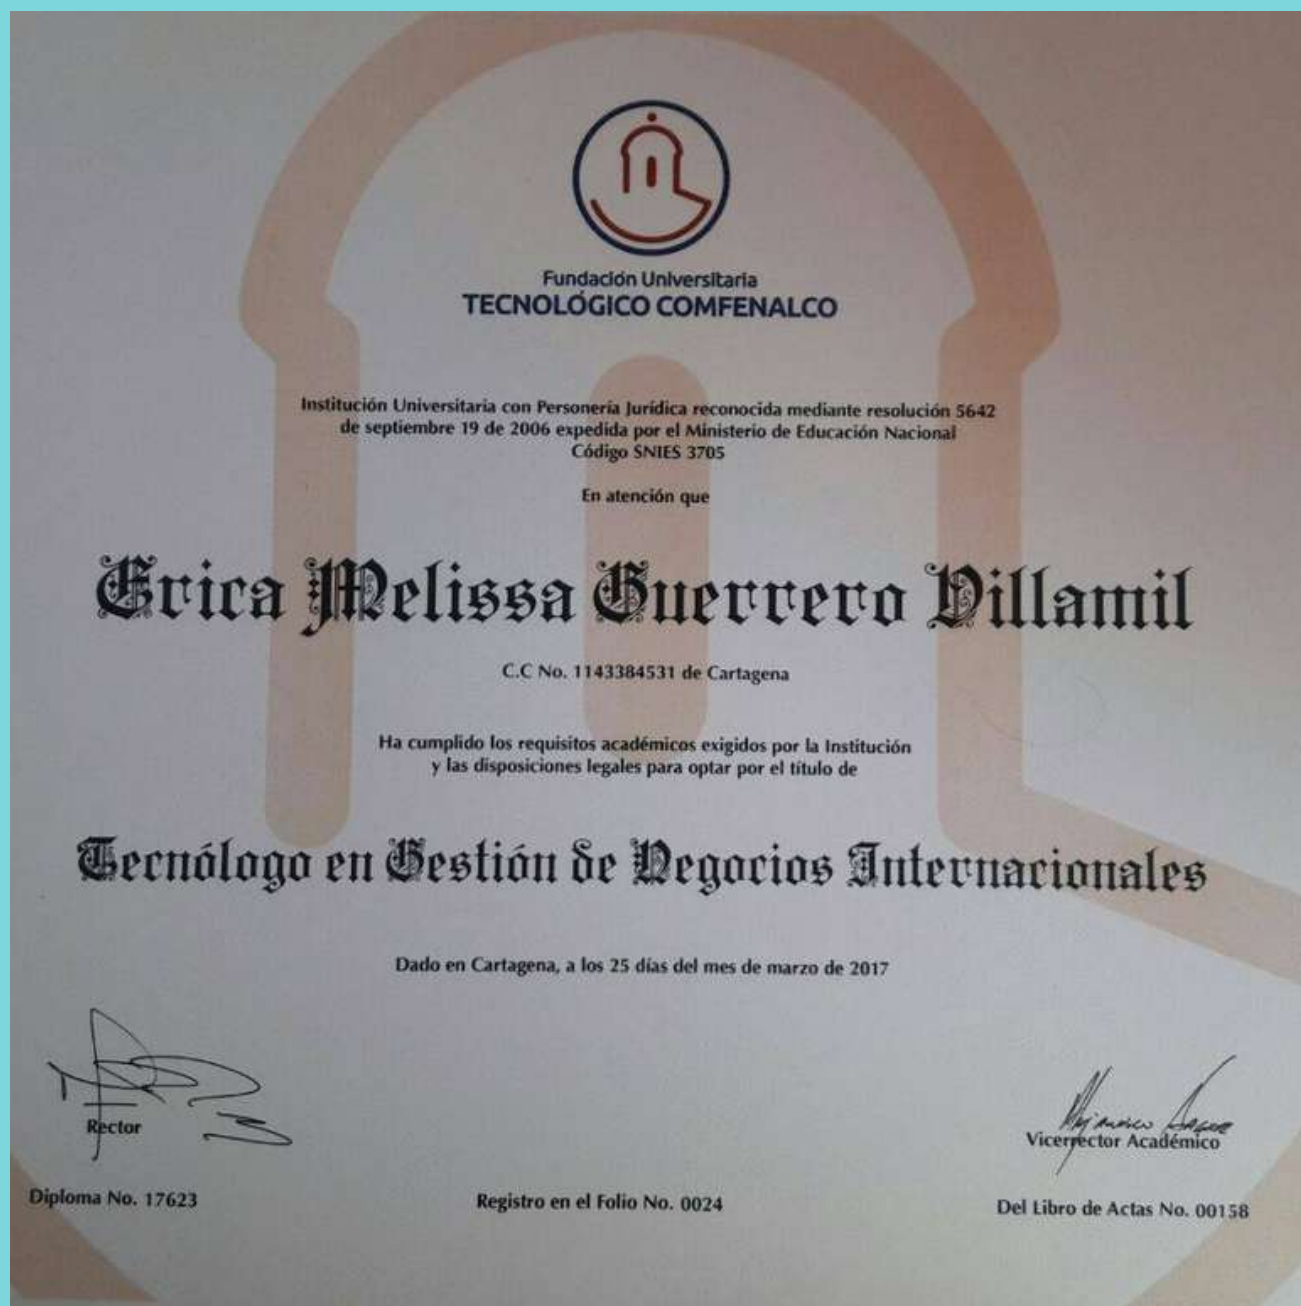 Fundación Universitaria
TECNOLÓGICO COMFENALCO
Institución Universitaria con Personería Jurídica reconocida mediante resolución 5642
de septiembre 19 de 2006 expedida por el Ministerio de Educación Nacional
Código SNIES 3705
En atención que
Erica Melissa Guerrero Villamil
C.C No. 1143384531 de Cartagena
Ha cumplido los requisitos académicos exigidos por la Institución
y las disposiciones legales para optar por el título de
Tecnólogo en Gestión de Negocios Internacionales
Dado en Cartagena, a los 25 días del mes de marzo de 2017
Rector
Vicerrector Académico
Diploma No. 17623
Registro en el Folio No. 0024
Del Libro de Actas No. 00158